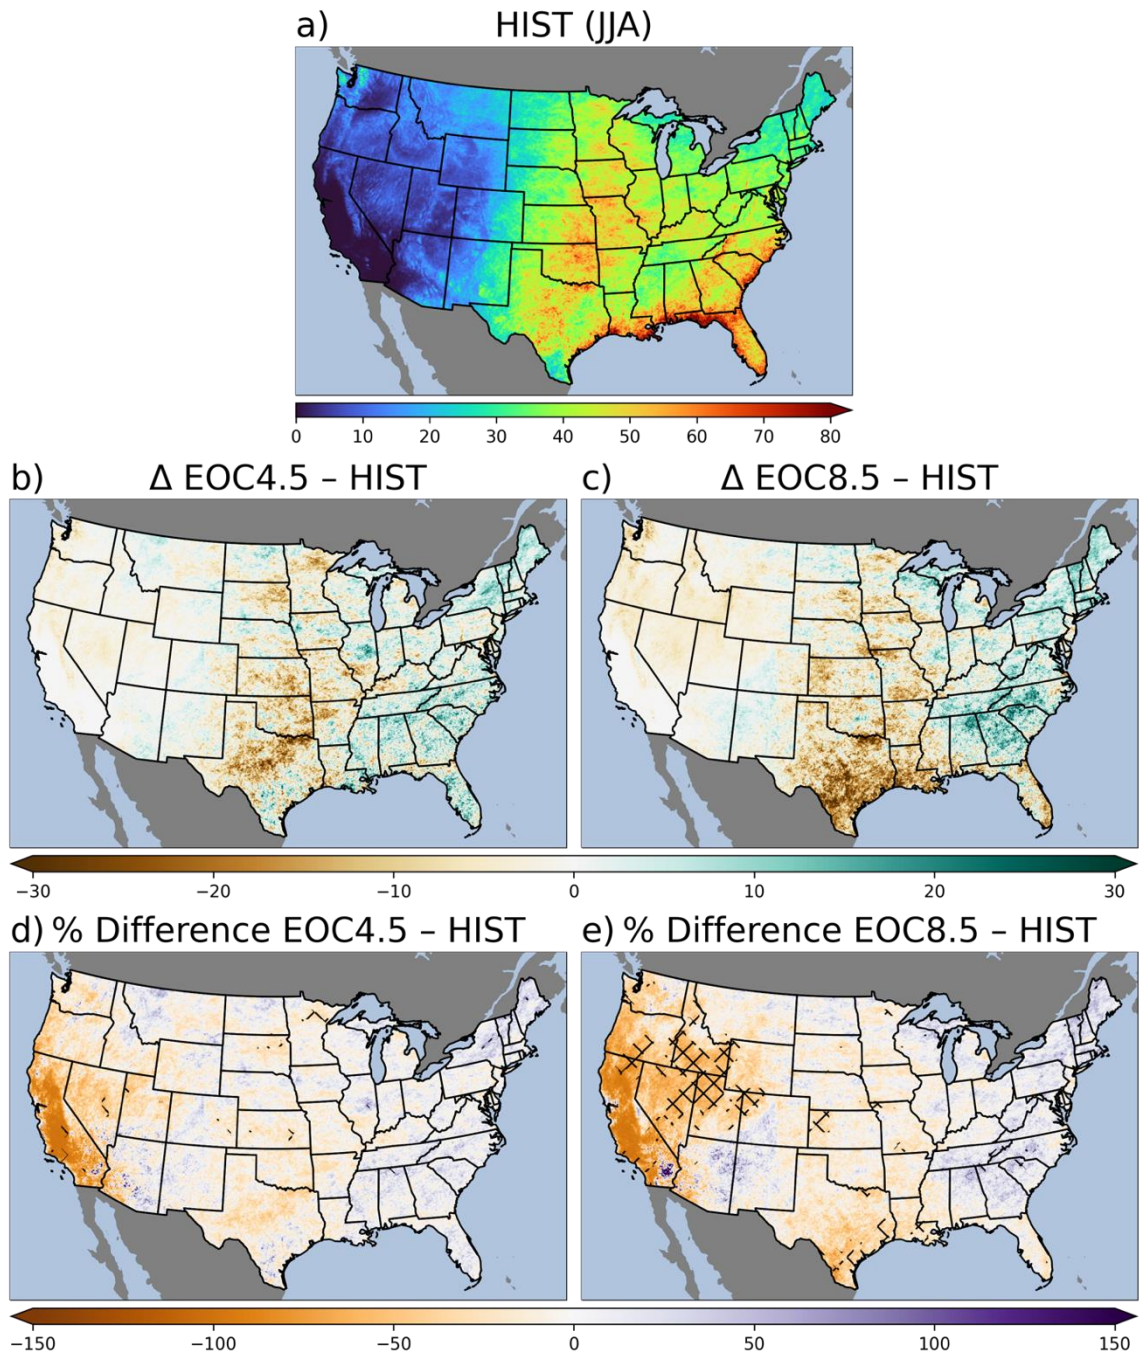 a) HIST (JJA)
0 10 20 30 40 50 60 70 80
b) Δ EOC4.5 – HIST
c) Δ EOC8.5 – HIST
−30 −20 −10 0 10 20 30
d) % Difference EOC4.5 – HIST
e) % Difference EOC8.5 – HIST
−150 −100 −50 0 50 100 150